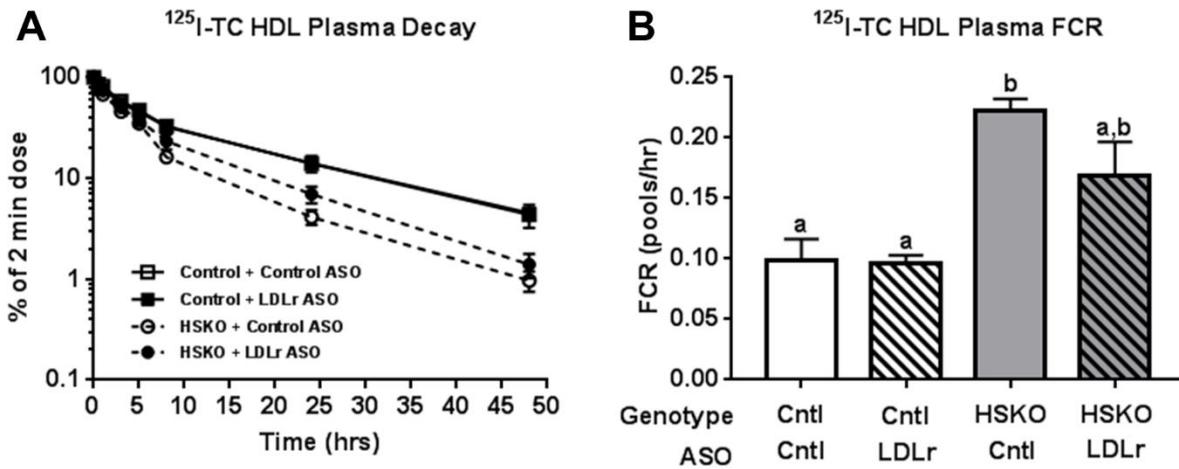 A
¹²⁵I-TC HDL Plasma Decay
% of 2 min dose
100
10
1
0.1
Control + Control ASO
Control + LDLr ASO
HSKO + Control ASO
HSKO + LDLr ASO
0 5 10 15 20 25 30 35 40 45 50
Time (hrs)
B
¹²⁵I-TC HDL Plasma FCR
FCR (pools/hr)
0.25
0.20
0.15
0.10
0.05
0.00
a a b a,b
Genotype Cntl Cntl HSKO HSKO
ASO Cntl LDLr Cntl LDLr